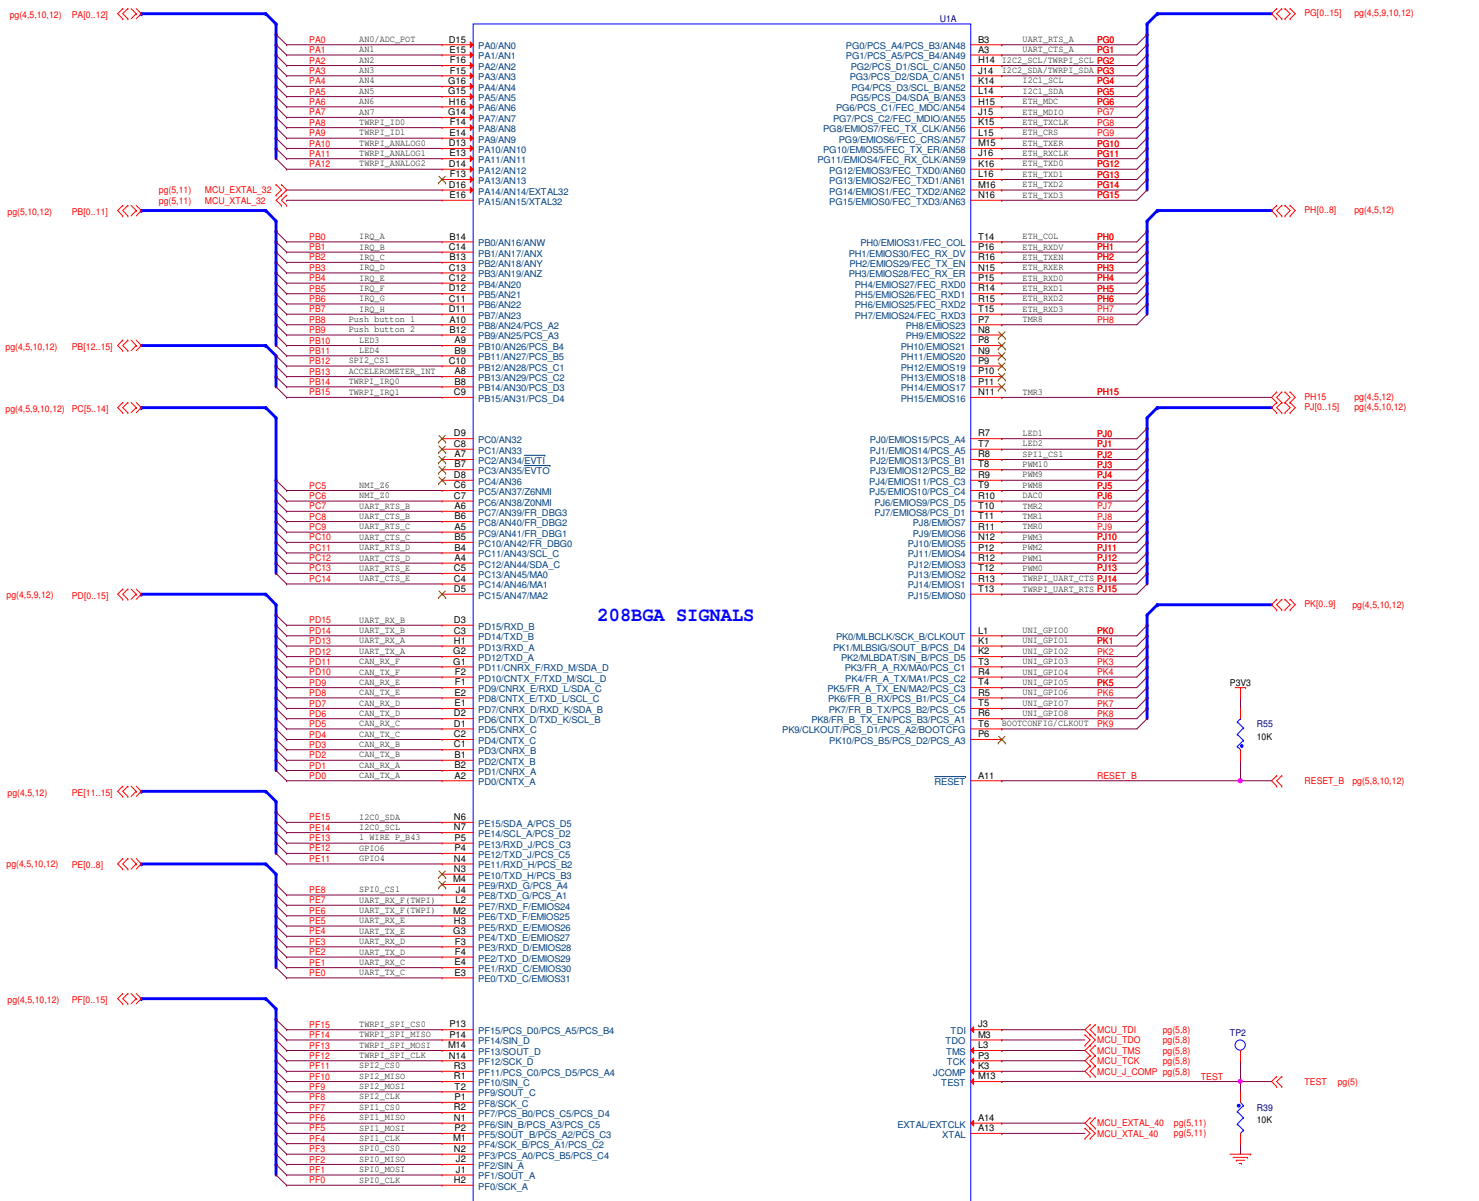 U1A
pg(4,5,10,12) PA[0..12]
PA0 AN0/ADC_POT D15 PA0/AN0
PA1 AN1 E15 PA1/AN1
PA2 AN2 F16 PA2/AN2
PA3 AN3 F15 PA3/AN3
PA4 AN4 G16 PA4/AN4
PA5 AN5 G15 PA5/AN5
PA6 AN6 H16 PA6/AN6
PA7 AN7 G14 PA7/AN7
PA8 TWRPI_ID0 F14 PA8/AN8
PA9 TWRPI_ID1 E14 PA9/AN9
PA10 TWRPI_ANALOG0 D13 PA10/AN10
PA11 TWRPI_ANALOG1 E13 PA11/AN11
PA12 TWRPI_ANALOG2 D14 PA12/AN12
F13 PA13/AN13
pg(5,11) MCU_EXTAL_32 D16 PA14/AN14/EXTAL32
pg(5,11) MCU_XTAL_32 E16 PA15/AN15/XTAL32
pg(5,10,12) PB[0..11]
PB0 IRQ_A B14 PB0/AN16/ANW
PB1 IRQ_B C14 PB1/AN17/ANX
PB2 IRQ_C B13 PB2/AN18/ANY
PB3 IRQ_D C13 PB3/AN19/ANZ
PB4 IRQ_E C12 PB4/AN20
PB5 IRQ_F D12 PB5/AN21
PB6 IRQ_G C11 PB6/AN22
PB7 IRQ_H D11 PB7/AN23
PB8 Push button 1 A10 PB8/AN24/PCS_A2
PB9 Push button 2 B12 PB9/AN25/PCS_A3
PB10 LED3 A9 PB10/AN26/PCS_B4
pg(4,5,10,12) PB[12..15]
PB11 LED4 B9 PB11/AN27/PCS_B5
PB12 SPI2_CS1 C10 PB12/AN28/PCS_C1
PB13 ACCELEROMETER_INT A8 PB13/AN29/PCS_C2
PB14 TWRPI_IRQ0 B8 PB14/AN30/PCS_D3
PB15 TWRPI_IRQ1 C9 PB15/AN31/PCS_D4
pg(4,5,9,10,12) PC[5..14]
D9 PC0/AN32
C8 PC1/AN33
A7 PC2/AN34/EVTI
B7 PC3/AN35/EVTO
D8 PC4/AN36
PC5 NMI_Z6 C6 PC5/AN37/Z6NMI
PC6 NMI_Z0 C7 PC6/AN38/Z0NMI
PC7 UART_RTS_B A6 PC7/AN39/FR_DBG3
PC8 UART_CTS_B B6 PC8/AN40/FR_DBG2
PC9 UART_RTS_C A5 PC9/AN41/FR_DBG1
PC10 UART_CTS_C B5 PC10/AN42/FR_DBG0
PC11 UART_RTS_D B4 PC11/AN43/SCL_C
PC12 UART_CTS_D A4 PC12/AN44/SDA_C
PC13 UART_RTS_E C5 PC13/AN45/MA0
PC14 UART_CTS_E C4 PC14/AN46/MA1
D5 PC15/AN47/MA2
pg(4,5,9,12) PD[0..15]
208BGA SIGNALS
PD15 UART_RX_B D3 PD15/RXD_B
PD14 UART_TX_B C3 PD14/TXD_B
PD13 UART_RX_A H1 PD13/RXD_A
PD12 UART_TX_A G2 PD12/TXD_A
PD11 CAN_RX_F G1 PD11/CNRX_F/RXD_M/SDA_D
PD10 CAN_TX_F F2 PD10/CNTX_F/TXD_M/SCL_D
PD9 CAN_RX_E F1 PD9/CNRX_E/RXD_L/SDA_C
PD8 CAN_TX_E E2 PD8/CNTX_E/TXD_L/SCL_C
PD7 CAN_RX_D E1 PD7/CNRX_D/RXD_K/SDA_B
PD6 CAN_TX_D D2 PD6/CNTX_D/TXD_K/SCL_B
PD5 CAN_RX_C D1 PD5/CNRX_C
PD4 CAN_TX_C C2 PD4/CNTX_C
PD3 CAN_RX_B C1 PD3/CNRX_B
PD2 CAN_TX_B B1 PD2/CNTX_B
PD1 CAN_RX_A B2 PD1/CNRX_A
PD0 CAN_TX_A A2 PD0/CNTX_A
pg(4,5,12) PE[11..15]
PE15 I2C0_SDA N6 PE15/SDA_A/PCS_D5
PE14 I2C0_SCL N7 PE14/SCL_A/PCS_D2
PE13 1 WIRE P_B43 P5 PE13/RXD_J/PCS_C3
PE12 GPIO6 P4 PE12/TXD_J/PCS_C5
PE11 GPIO4 N4 PE11/RXD_H/PCS_B2
pg(4,5,10,12) PE[0..8]
N3 PE10/TXD_H/PCS_B3
M4 PE9/RXD_G/PCS_A4
PE8 SPI0_CS1 J4 PE8/TXD_G/PCS_A1
PE7 UART_RX_F(TWPI) L2 PE7/RXD_F/EMIOS24
PE6 UART_TX_F(TWPI) M2 PE6/TXD_F/EMIOS25
PE5 UART_RX_E H3 PE5/RXD_E/EMIOS26
PE4 UART_TX_E G3 PE4/TXD_E/EMIOS27
PE3 UART_RX_D F3 PE3/RXD_D/EMIOS28
PE2 UART_TX_D F4 PE2/TXD_D/EMIOS29
PE1 UART_RX_C E4 PE1/RXD_C/EMIOS30
PE0 UART_TX_C E3 PE0/TXD_C/EMIOS31
pg(4,5,10,12) PF[0..15]
PF15 TWRPI_SPI_CS0 P13 PF15/PCS_D0/PCS_A5/PCS_B4
PF14 TWRPI_SPI_MISO P14 PF14/SIN_D
PF13 TWRPI_SPI_MOSI M14 PF13/SOUT_D
PF12 TWRPI_SPI_CLK N14 PF12/SCK_D
PF11 SPI2_CS0 R3 PF11/PCS_C0/PCS_D5/PCS_A4
PF10 SPI2_MISO R1 PF10/SIN_C
PF9 SPI2_MOSI T2 PF9/SOUT_C
PF8 SPI2_CLK P1 PF8/SCK_C
PF7 SPI1_CS0 R2 PF7/PCS_B0/PCS_C5/PCS_D4
PF6 SPI1_MISO N1 PF6/SIN_B/PCS_A3/PCS_C5
PF5 SPI1_MOSI P2 PF5/SOUT_B/PCS_A2/PCS_C3
PF4 SPI1_CLK M1 PF4/SCK_B/PCS_A1/PCS_C2
PF3 SPI0_CS0 N2 PF3/PCS_A0/PCS_B5/PCS_C4
PF2 SPI0_MISO J2 PF2/SIN_A
PF1 SPI0_MOSI J1 PF1/SOUT_A
PF0 SPI0_CLK H2 PF0/SCK_A
PG[0..15] pg(4,5,9,10,12)
PG0/PCS_A4/PCS_B3/AN48 B3 UART_RTS_A PG0
PG1/PCS_A5/PCS_B4/AN49 A3 UART_CTS_A PG1
PG2/PCS_D1/SCL_C/AN50 H14 I2C2_SCL/TWRPI_SCL PG2
PG3/PCS_D2/SDA_C/AN51 J14 I2C2_SDA/TWRPI_SDA PG3
PG4/PCS_D3/SCL_B/AN52 K14 I2C1_SCL PG4
PG5/PCS_D4/SDA_B/AN53 L14 I2C1_SDA PG5
PG6/PCS_C1/FEC_MDC/AN54 H15 ETH_MDC PG6
PG7/PCS_C2/FEC_MDIO/AN55 J15 ETH_MDIO PG7
PG8/EMIOS7/FEC_TX_CLK/AN56 K15 ETH_TXCLK PG8
PG9/EMIOS6/FEC_CRS/AN57 L15 ETH_CRS PG9
PG10/EMIOS5/FEC_TX_ER/AN58 M15 ETH_TXER PG10
PG11/EMIOS4/FEC_RX_CLK/AN59 J16 ETH_RXCLK PG11
PG12/EMIOS3/FEC_TXD0/AN60 K16 ETH_TXD0 PG12
PG13/EMIOS2/FEC_TXD1/AN61 L16 ETH_TXD1 PG13
PG14/EMIOS1/FEC_TXD2/AN62 M16 ETH_TXD2 PG14
PG15/EMIOS0/FEC_TXD3/AN63 N16 ETH_TXD3 PG15
PH[0..8] pg(4,5,12)
PH0/EMIOS31/FEC_COL T14 ETH_COL PH0
PH1/EMIOS30/FEC_RX_DV P16 ETH_RXDV PH1
PH2/EMIOS29/FEC_TX_EN R16 ETH_TXEN PH2
PH3/EMIOS28/FEC_RX_ER N15 ETH_RXER PH3
PH4/EMIOS27/FEC_RXD0 P15 ETH_RXD0 PH4
PH5/EMIOS26/FEC_RXD1 R14 ETH_RXD1 PH5
PH6/EMIOS25/FEC_RXD2 R15 ETH_RXD2 PH6
PH7/EMIOS24/FEC_RXD3 T15 ETH_RXD3 PH7
PH8/EMIOS23 P7 TMR8 PH8
PH9/EMIOS22 N8
PH10/EMIOS21 P8
PH11/EMIOS20 N9
PH12/EMIOS19 P9
PH13/EMIOS18 P10
PH14/EMIOS17 P11
PH15/EMIOS16 N11 TMR3 PH15 PH15 pg(4,5,12)
PJ[0..15] pg(4,5,10,12)
PJ0/EMIOS15/PCS_A4 R7 LED1 PJ0
PJ1/EMIOS14/PCS_A5 T7 LED2 PJ1
PJ2/EMIOS13/PCS_B1 R8 SPI1_CS1 PJ2
PJ3/EMIOS12/PCS_B2 T8 PWM10 PJ3
PJ4/EMIOS11/PCS_C3 R9 PWM9 PJ4
PJ5/EMIOS10/PCS_C4 T9 PWM8 PJ5
PJ6/EMIOS9/PCS_D5 R10 DAC0 PJ6
PJ7/EMIOS8/PCS_D1 T10 TMR2 PJ7
PJ8/EMIOS7 T11 TMR1 PJ8
PJ9/EMIOS6 R11 TMR0 PJ9
PJ10/EMIOS5 N12 PWM3 PJ10
PJ11/EMIOS4 P12 PWM2 PJ11
PJ12/EMIOS3 R12 PWM1 PJ12
PJ13/EMIOS2 T12 PWM0 PJ13
PJ14/EMIOS1 R13 TWRPI_UART_CTS PJ14
PJ15/EMIOS0 T13 TWRPI_UART_RTS PJ15
PK[0..9] pg(4,5,10,12)
PK0/MLBCLK/SCK_B/CLKOUT L1 UNI_GPIO0 PK0
PK1/MLBSIG/SOUT_B/PCS_D4 K1 UNI_GPIO1 PK1
PK2/MLBDAT/SIN_B/PCS_D5 K2 UNI_GPIO2 PK2
PK3/FR_A_RX/MA0/PCS_C1 T3 UNI_GPIO3 PK3
PK4/FR_A_TX/MA1/PCS_C2 R4 UNI_GPIO4 PK4
PK5/FR_A_TX_EN/MA2/PCS_C3 T4 UNI_GPIO5 PK5
PK6/FR_B_RX/PCS_B1/PCS_C4 R5 UNI_GPIO6 PK6
PK7/FR_B_TX/PCS_B2/PCS_C5 T5 UNI_GPIO7 PK7
PK8/FR_B_TX_EN/PCS_B3/PCS_A1 R6 UNI_GPIO8 PK8
PK9/CLKOUT/PCS_D1/PCS_A2/BOOTCFG T6 BOOTCONFIG/CLKOUT PK9
PK10/PCS_B5/PCS_D2/PCS_A3 P6
P3V3
R55
10K
RESET A11 RESET_B RESET_B pg(5,8,10,12)
TDI J3 MCU_TDI pg(5,8)
TDO M3 MCU_TDO pg(5,8)
TMS L3 MCU_TMS pg(5,8)
TCK P3 MCU_TCK pg(5,8)
JCOMP K3 MCU_J_COMP pg(5,8)
TP2
TEST M13 TEST TEST pg(5)
R39
10K
EXTAL/EXTCLK A14 MCU_EXTAL_40 pg(5,11)
XTAL A13 MCU_XTAL_40 pg(5,11)